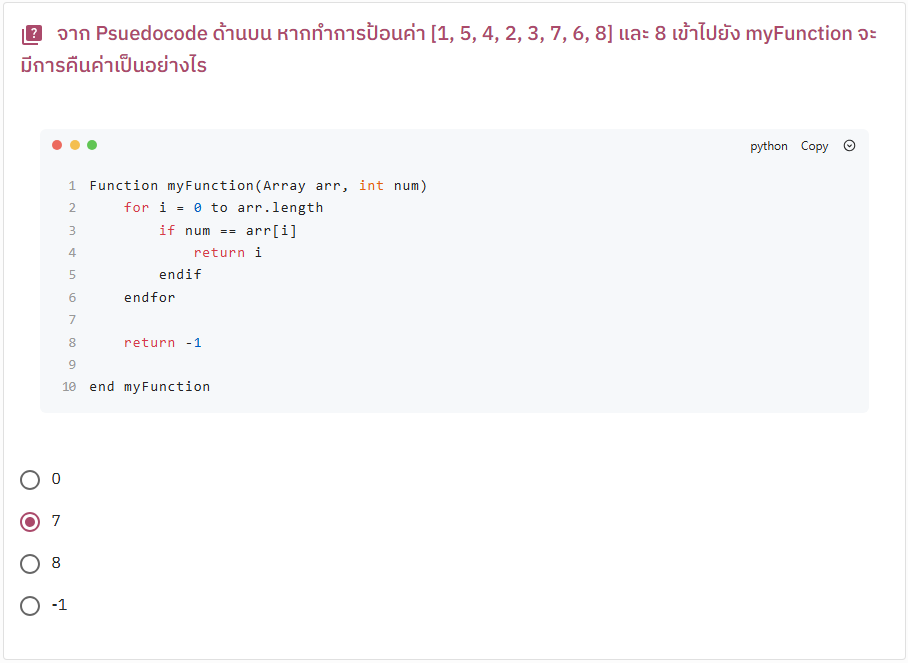 จาก Psuedocode ด้านบน หากทำการป้อนค่า [1, 5, 4, 2, 3, 7, 6, 8] และ 8 เข้าไปยัง myFunction จะ
มีการคืนค่าเป็นอย่างไร
python Copy
1 Function myFunction(Array arr, int num)
2     for i = 0 to arr.length
3         if num == arr[i]
4             return i
5         endif
6     endfor
7
8     return -1
9
10 end myFunction
0
7
8
-1